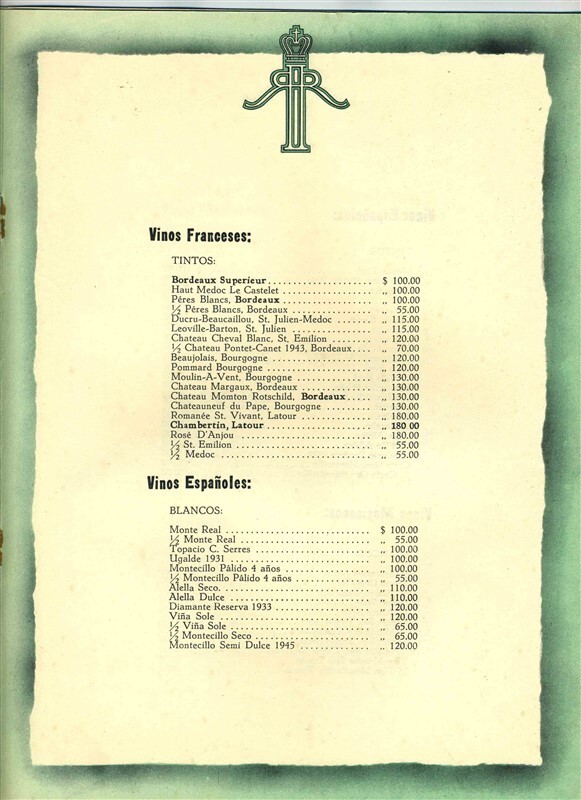 Vinos Franceses:
TINTOS:
Bordeaux Superieur..................... $ 100.00
Haut Medoc Le Castelet .................. „ 100.00
Péres Blancs, Bordeaux .................. „ 100.00
½ Péres Blancs, Bordeaux ................ „ 55.00
Ducru-Beaucaillou, St. Julien-Medoc ....... „ 115.00
Leoville-Barton, St. Julien ................ „ 115.00
Chateau Cheval Blanc, St. Emilion ......... „ 120.00
½ Chateau Pontet-Canet 1943, Bordeaux.... „ 70.00
Beaujolais, Bourgogne .................... „ 120.00
Pommard Bourgogne ..................... „ 120.00
Moulin-A-Vent, Bourgogne ................ „ 130.00
Chateau Margaux, Bordeaux ............... „ 130.00
Chateau Momton Rotschild, Bordeaux..... „ 130.00
Chateauneuf du Pape, Bourgogne .......... „ 130.00
Romanée St. Vivant, Latour ............... „ 180.00
Chambertin, Latour ...................... „ 180 00
Rosé D'Anjou ........................... „ 180.00
½ St. Emilion ........................... „ 55.00
½ Medoc ............................... „ 55.00
Vinos Españoles:
BLANCOS:
Monte Real ............................. $ 100.00
½ Monte Real .......................... „ 55.00
Topacio C. Serres ........................ „ 100.00
Ugalde 1931 ............................ „ 100.00
Montecillo Pálido 4 años .................. „ 100.00
½ Montecillo Pálido 4 años ................ „ 55.00
Alella Seco. ............................. „ 110.00
Alella Dulce ............................ „ 110.00
Diamante Reserva 1933 ................... „ 120.00
Viña Sole .............................. „ 120.00
½ Viña Sole ............................ „ 65.00
½ Montecillo Seco ....................... „ 65.00
Montecillo Semi Dulce 1945 .............. „ 120.00